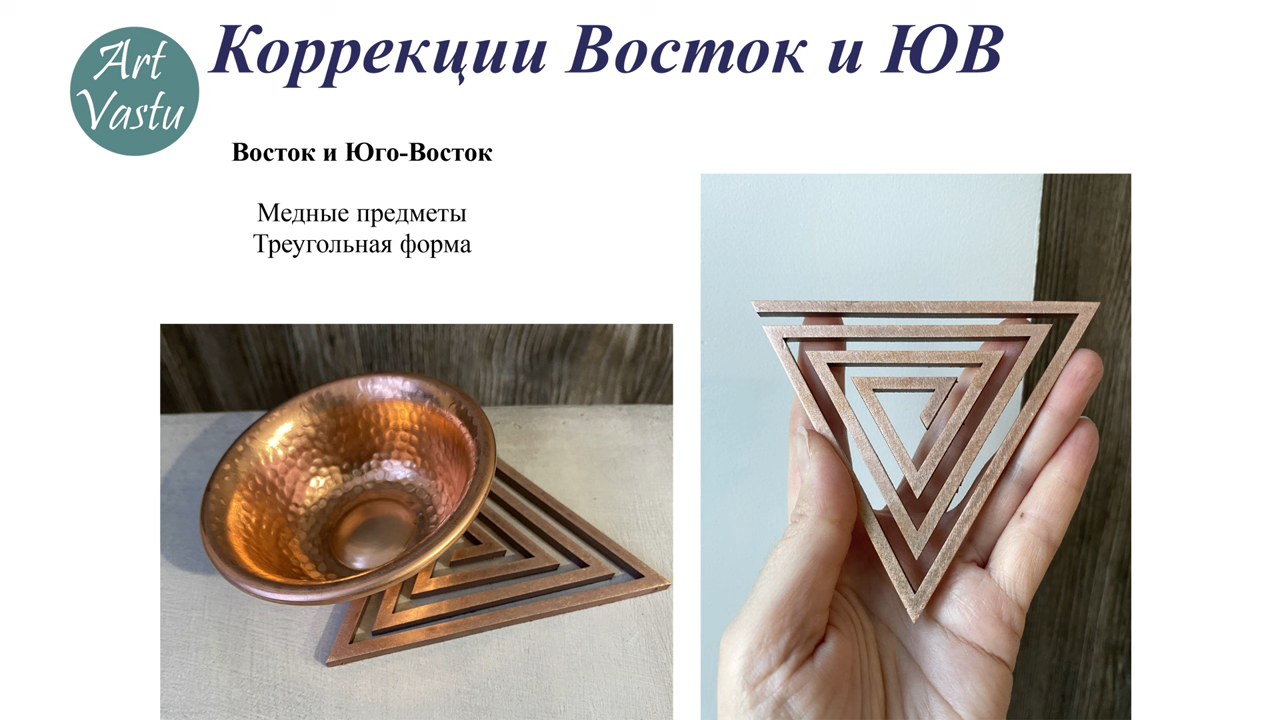 Art
Vastu
Коррекции Восток и ЮВ
Восток и Юго-Восток
Медные предметы
Треугольная форма